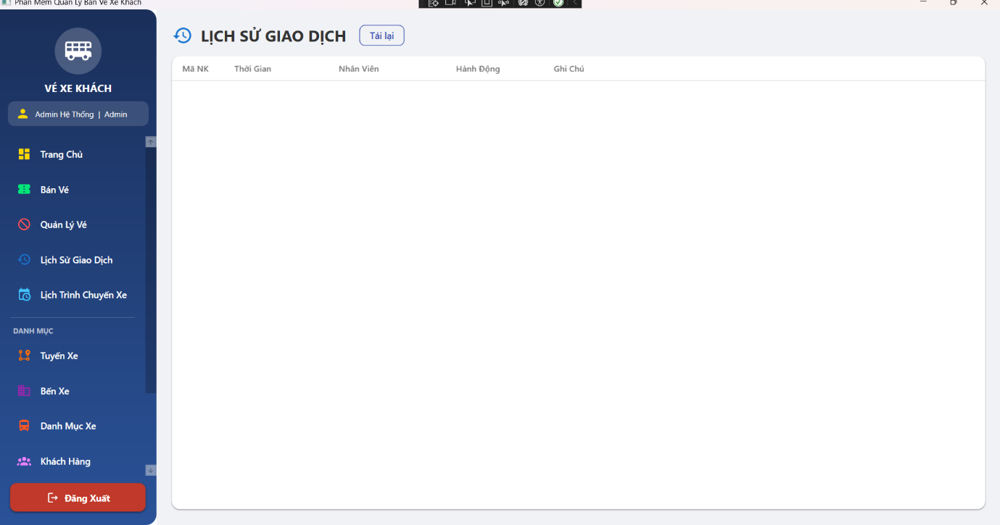 Phần Mềm Quản Lý Bán Vé Xe Khách
LỊCH SỬ GIAO DỊCH
Tải lại
VÉ XE KHÁCH
Admin Hệ Thống | Admin
Trang Chủ
Bán Vé
Quản Lý Vé
Lịch Sử Giao Dịch
Lịch Trình Chuyến Xe
DANH MỤC
Tuyến Xe
Bến Xe
Danh Mục Xe
Khách Hàng
Đăng Xuất
Mã NK Thời Gian Nhân Viên Hành Động Ghi Chú